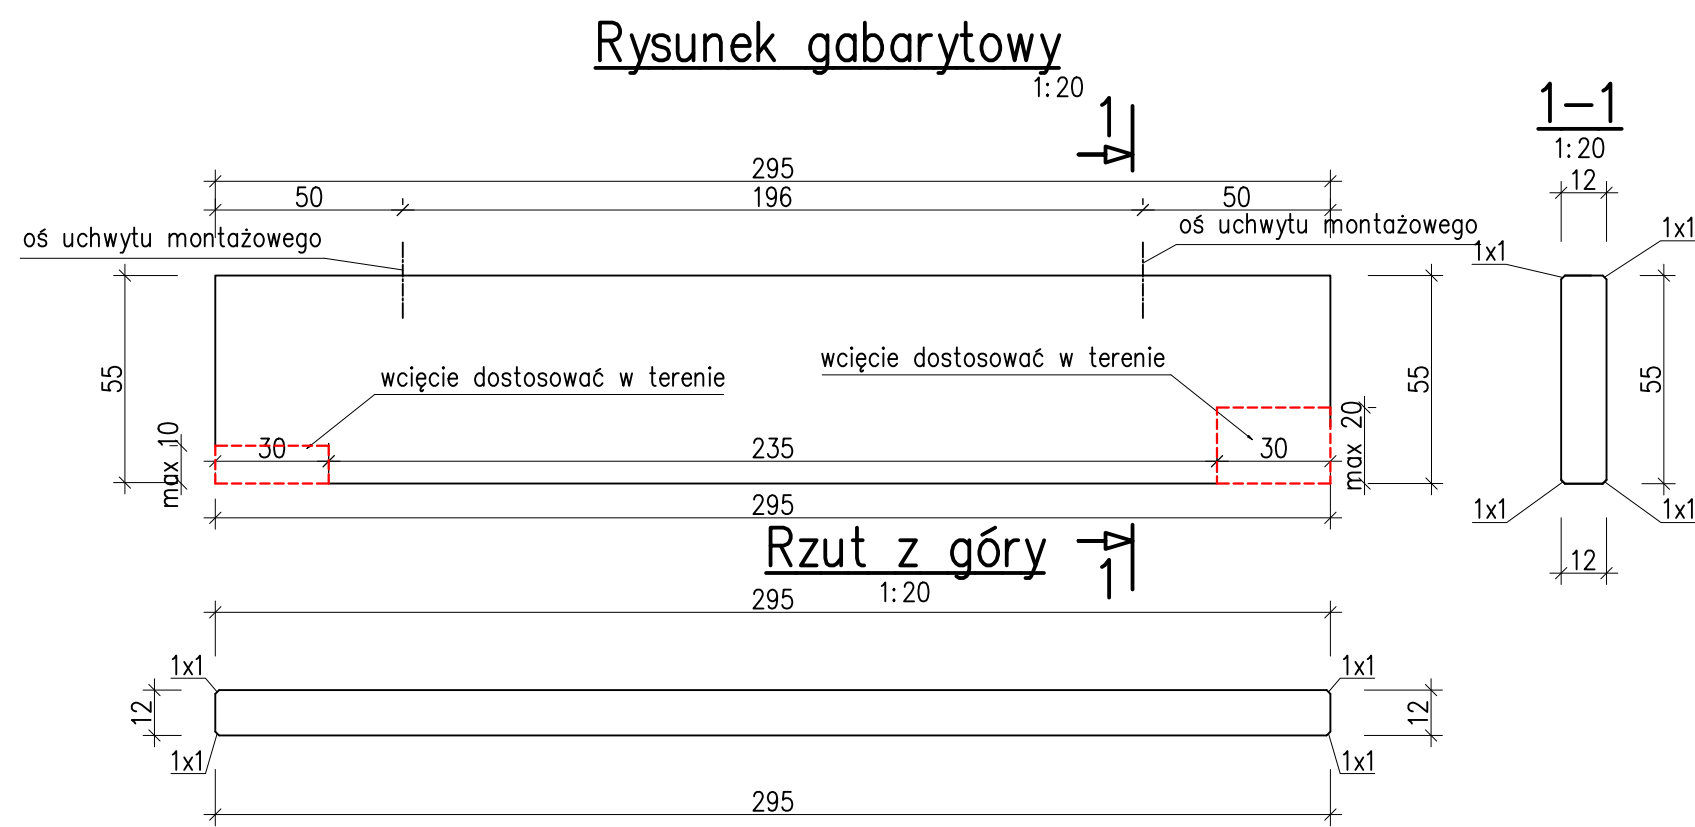 Rysunek gabarytowy
1:20
1
1-1
1:20
295
12
50
196
50
oś uchwytu montażowego
oś uchwytu montażowego
1x1
1x1
55
wcięcie dostosować w terenie
wcięcie dostosować w terenie
55
55
max 10
30
235
30
max 20
295
1x1
1x1
12
Rzut z góry
1
1:20
295
1x1
1x1
12
12
1x1
1x1
295